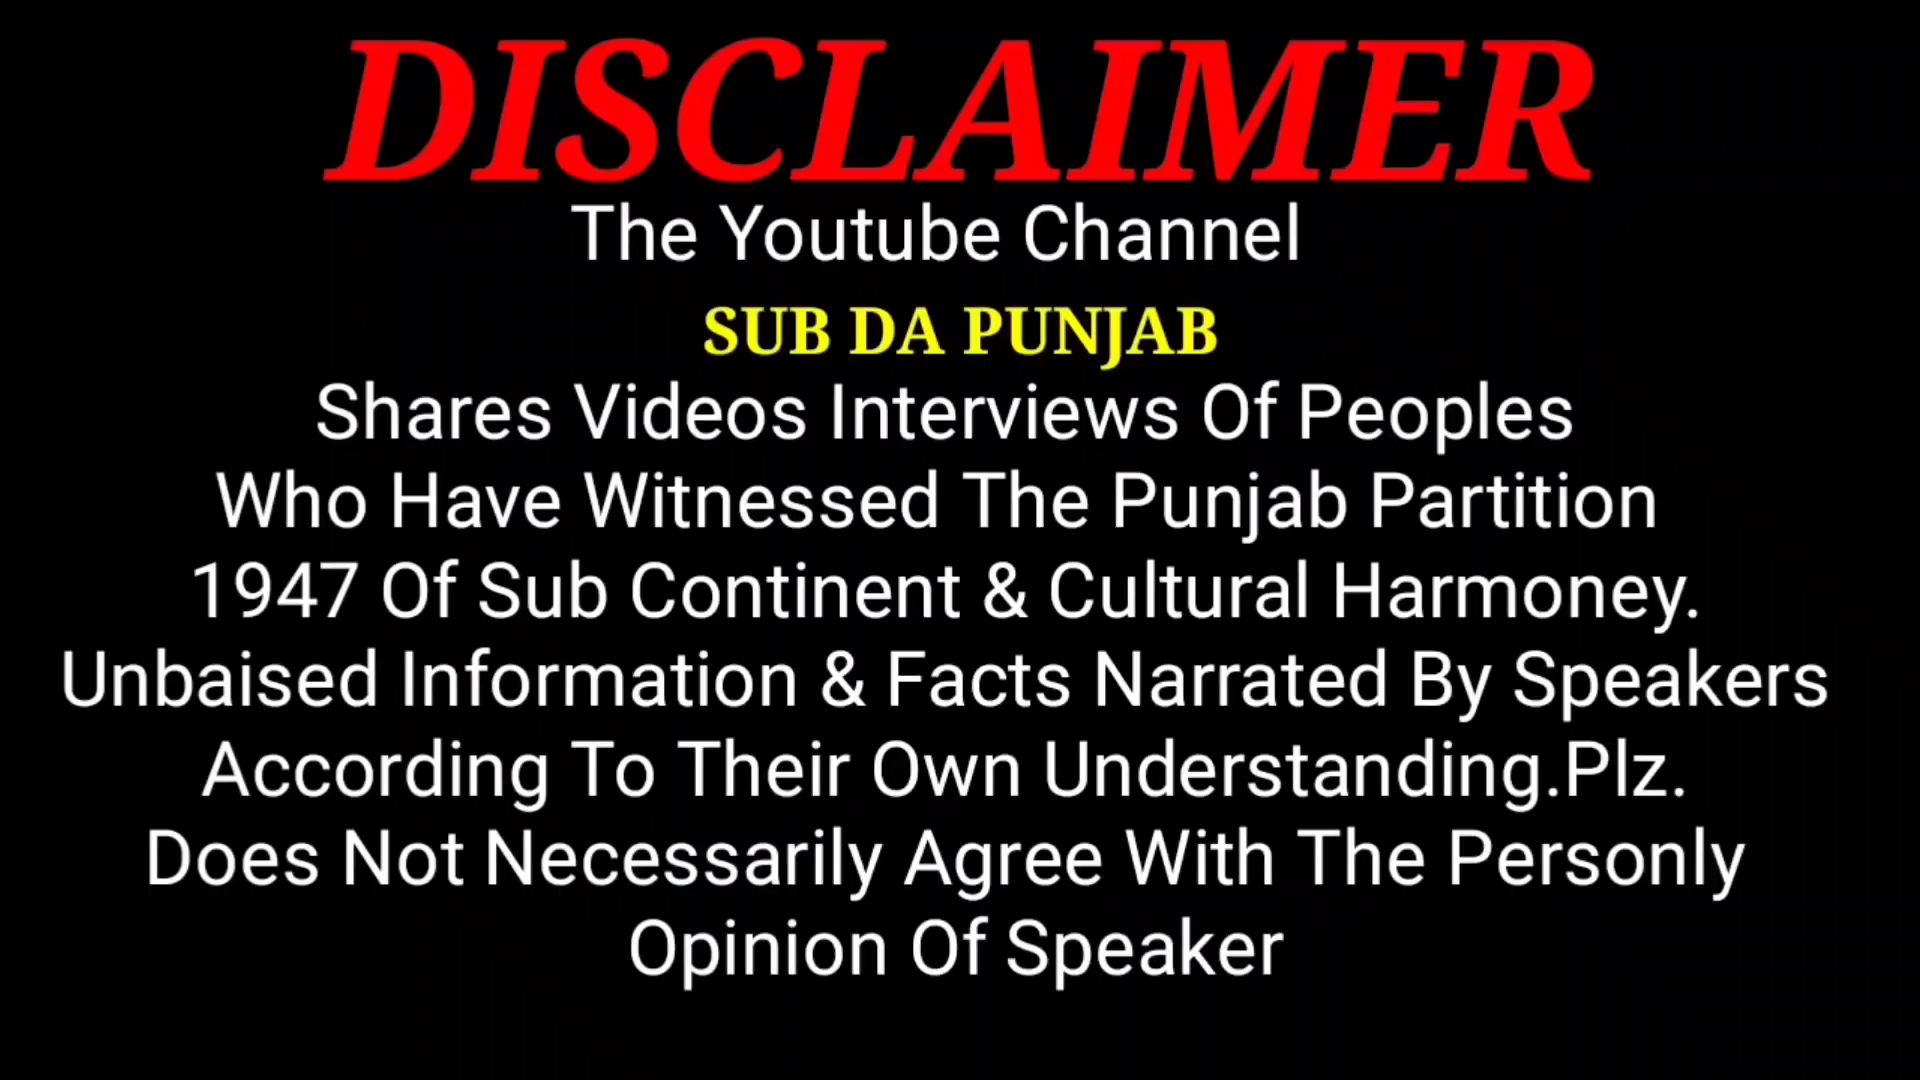 DISCLAIMER
The Youtube Channel
SUB DA PUNJAB
Shares Videos Interviews Of Peoples
Who Have Witnessed The Punjab Partition
1947 Of Sub Continent & Cultural Harmoney.
Unbaised Information & Facts Narrated By Speakers
According To Their Own Understanding.Plz.
Does Not Necessarily Agree With The Personly
Opinion Of Speaker